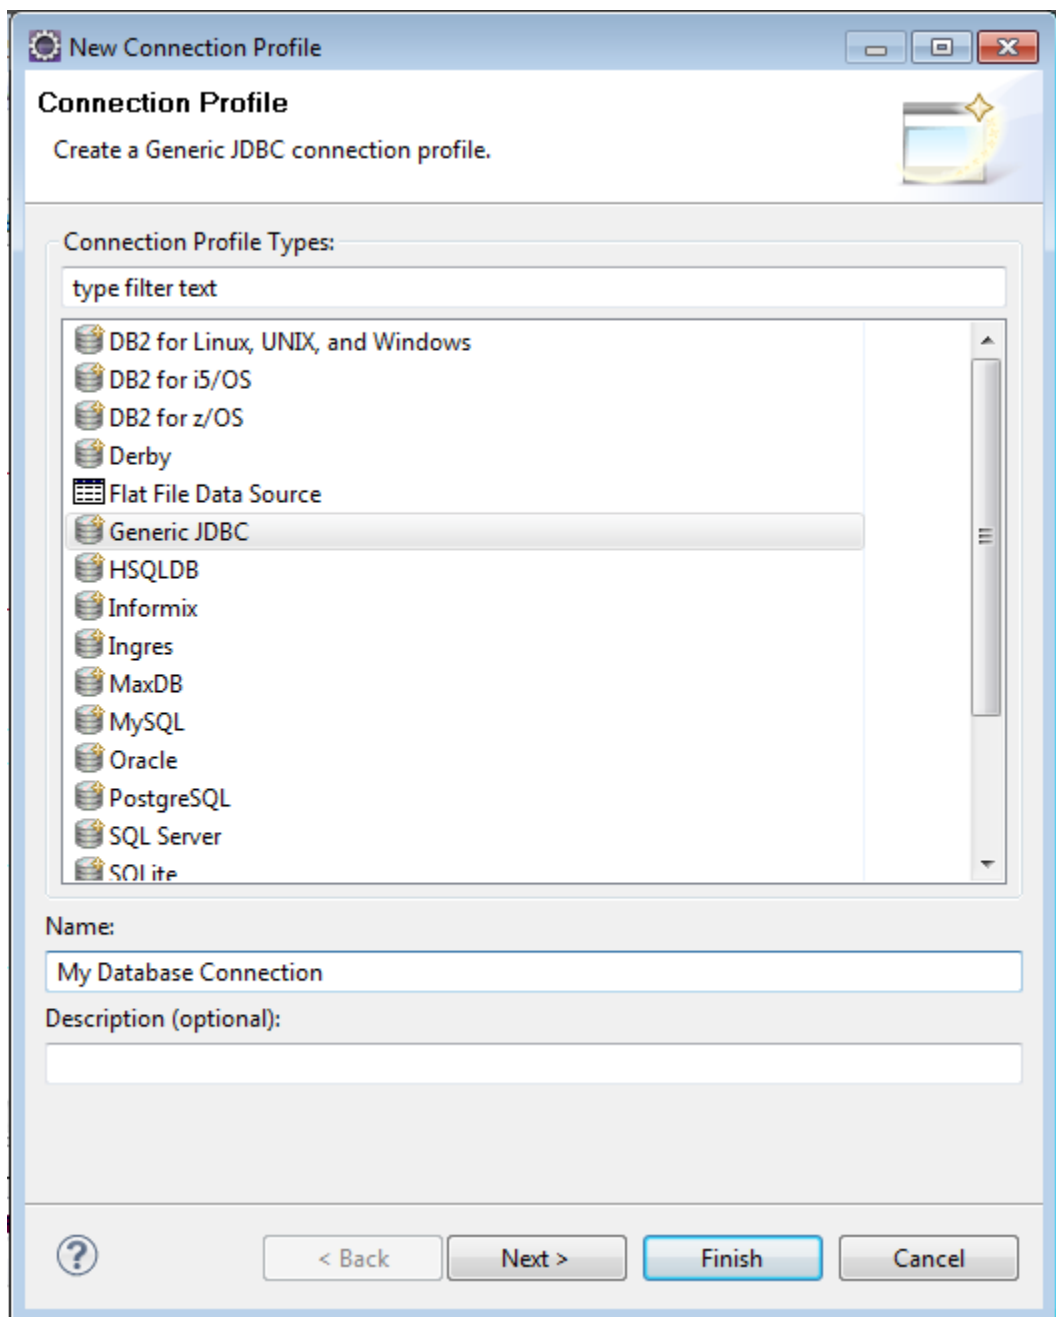 New Connection Profile
Connection Profile
Create a Generic JDBC connection profile.
Connection Profile Types:
type filter text
DB2 for Linux, UNIX, and Windows
DB2 for i5/OS
DB2 for z/OS
Derby
Flat File Data Source
Generic JDBC
HSQLDB
Informix
Ingres
MaxDB
MySQL
Oracle
PostgreSQL
SQL Server
SQLite
Name:
My Database Connection
Description (optional):
? < Back Next > Finish Cancel